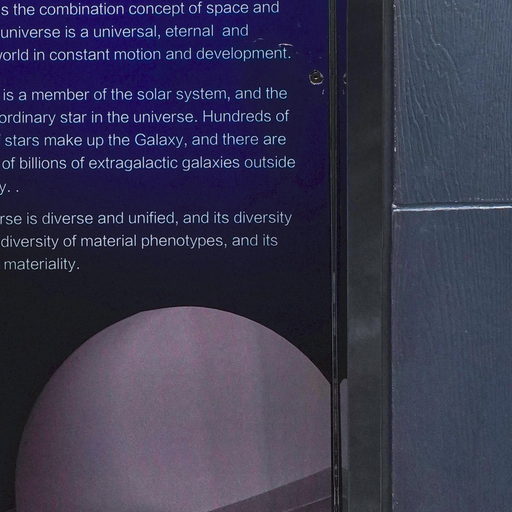 s the combination concept of space and
universe is a universal, eternal and
world in constant motion and development.
is a member of the solar system, and the
ordinary star in the universe. Hundreds of
stars make up the Galaxy, and there are
of billions of extragalactic galaxies outside
y. .
rse is diverse and unified, and its diversity
diversity of material phenotypes, and its
materiality.